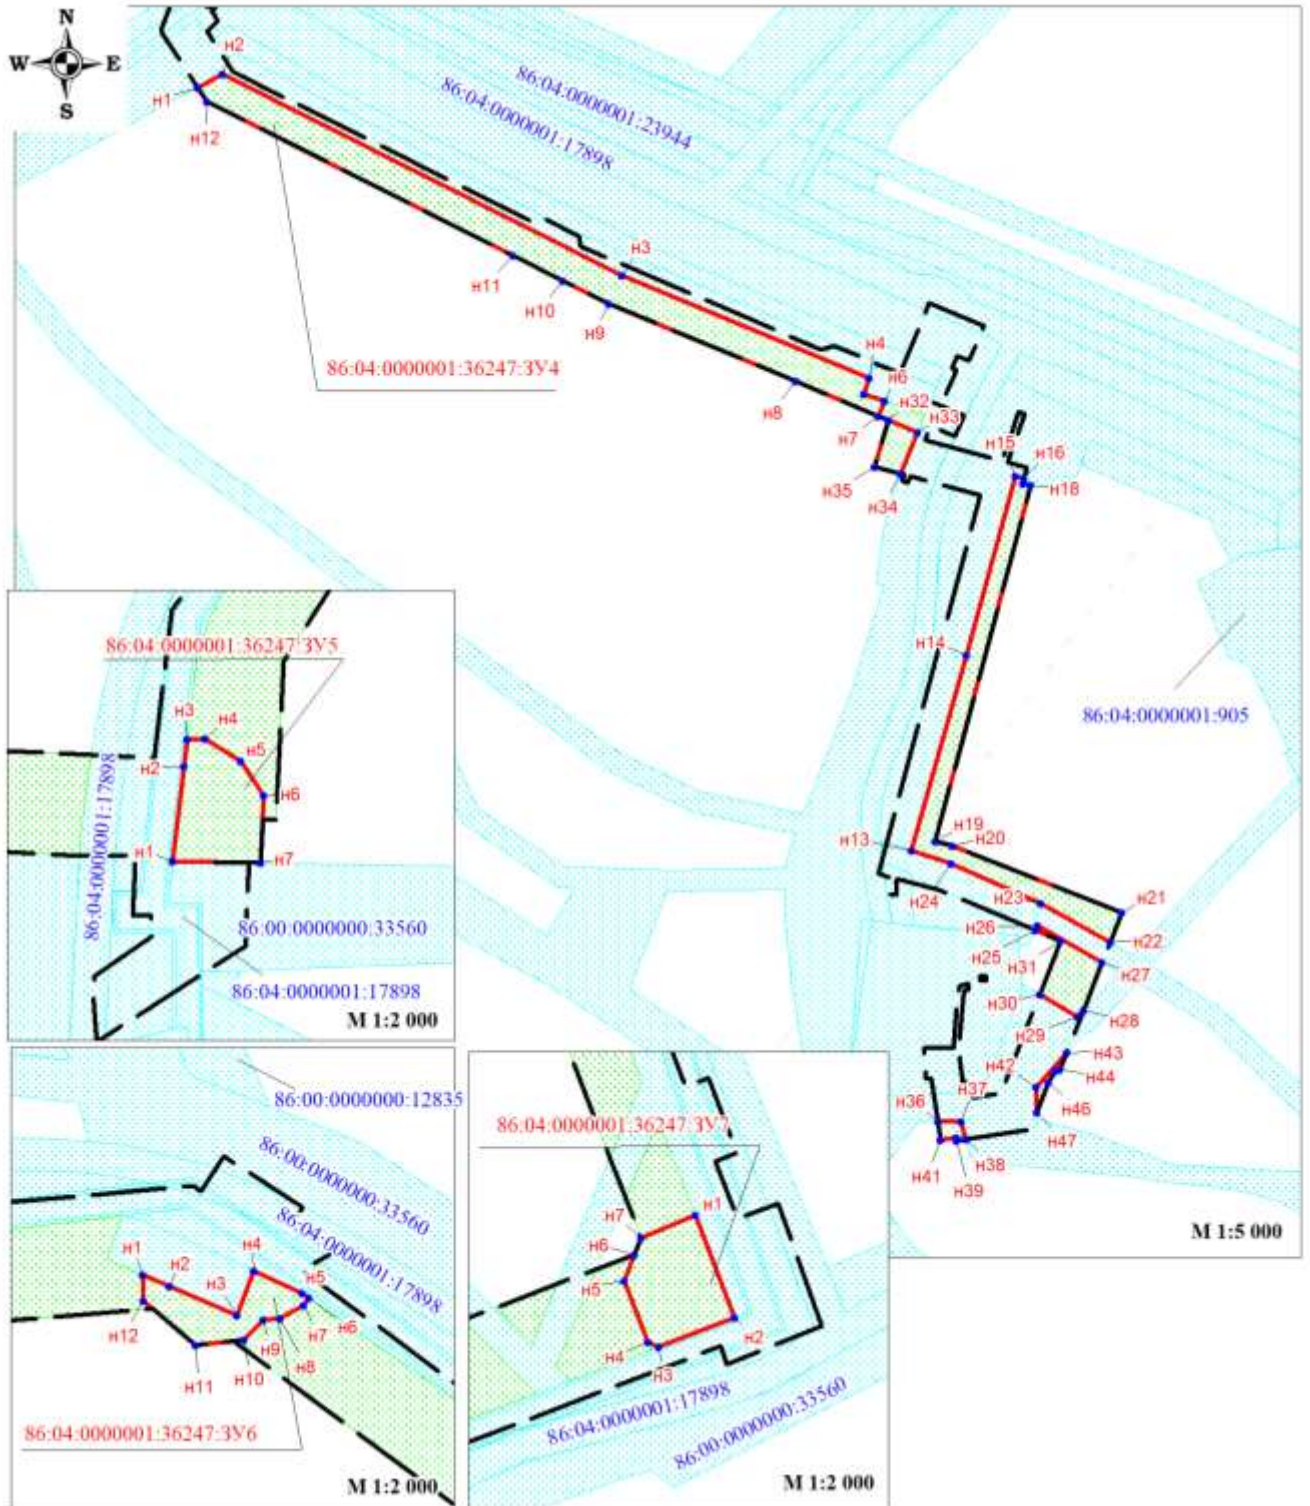 N
W E
S
н2
н1
н12
86:04:0000001:23944
86:04:0000001:17898
н3
н11
н10
н9
86:04:0000001:36247:ЗУ4
н4
н6
н8
н32
н7
н33
н15
н16
н18
н35
н34
н14
86:04:0000001:905
н19
н20
н13
н24
н23
н21
н26
н25
н22
н31
н27
н30
н28
н29
н43
н42
н44
н37
н36
н46
н47
н41
н38
н39
М 1:5 000
86:04:0000001:36247:ЗУ5
н3
н4
н5
н2
н6
н1
н7
86:04:0000001:17898
86:00:0000000:33560
86:04:0000001:17898
М 1:2 000
86:00:0000000:12835
86:00:0000000:33560
86:04:0000001:17898
н1
н2
н4
н5
н3
н6
н7
н12
н9
н8
н11
н10
86:04:0000001:36247:ЗУ6
М 1:2 000
86:04:0000001:36247:ЗУ7
н1
н7
н6
н5
н2
н4
н3
86:04:0000001:17898
86:00:0000000:33560
М 1:2 000